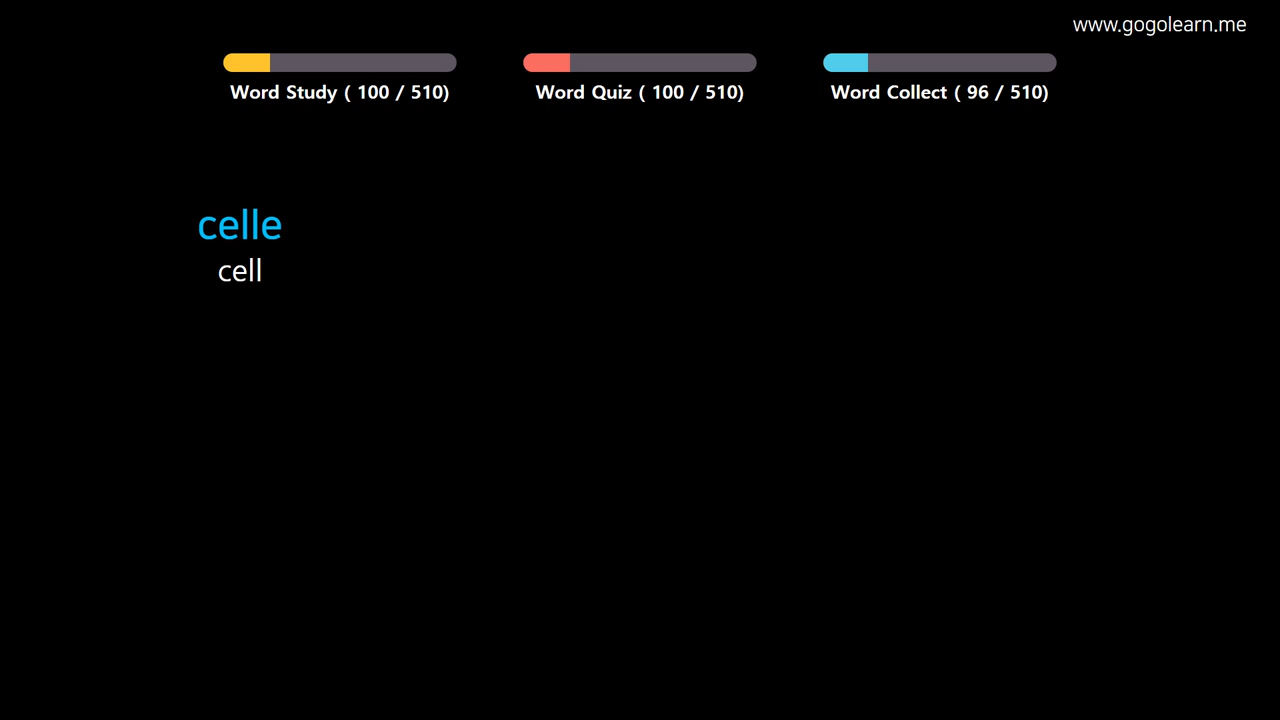 www.gogolearn.me
Word Study ( 100 / 510)
Word Quiz ( 100 / 510)
Word Collect ( 96 / 510)
celle
cell